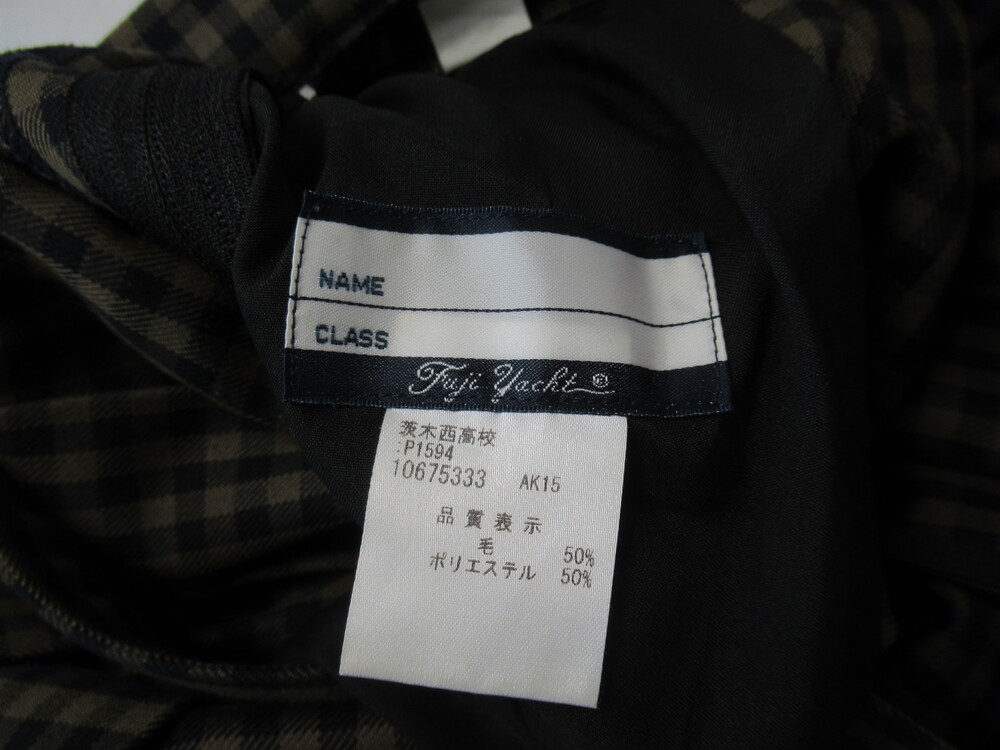 NAME
CLASS
Fuji Yacht®
茨木西高校
:P1594
10675333 AK15
品質表示
毛 50%
ポリエステル 50%